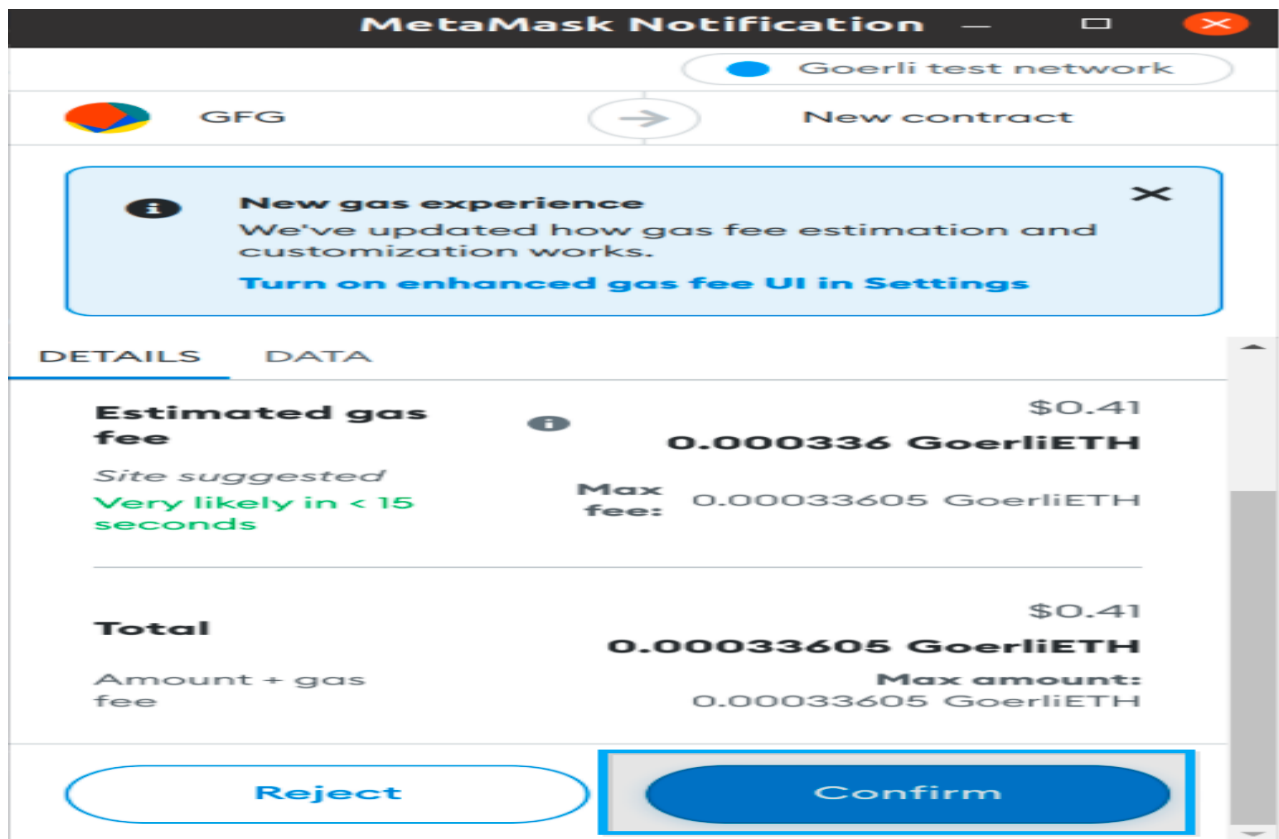 MetaMask Notification
Goerli test network
GFG
New contract
New gas experience
We've updated how gas fee estimation and
customization works.
Turn on enhanced gas fee UI in Settings
DETAILS DATA
Estimated gas
fee
$0.41
0.000336 GoerliETH
Site suggested
Very likely in < 15
seconds
Max
fee:
0.00033605 GoerliETH
Total
$0.41
0.00033605 GoerliETH
Amount + gas
fee
Max amount:
0.00033605 GoerliETH
Reject
Confirm